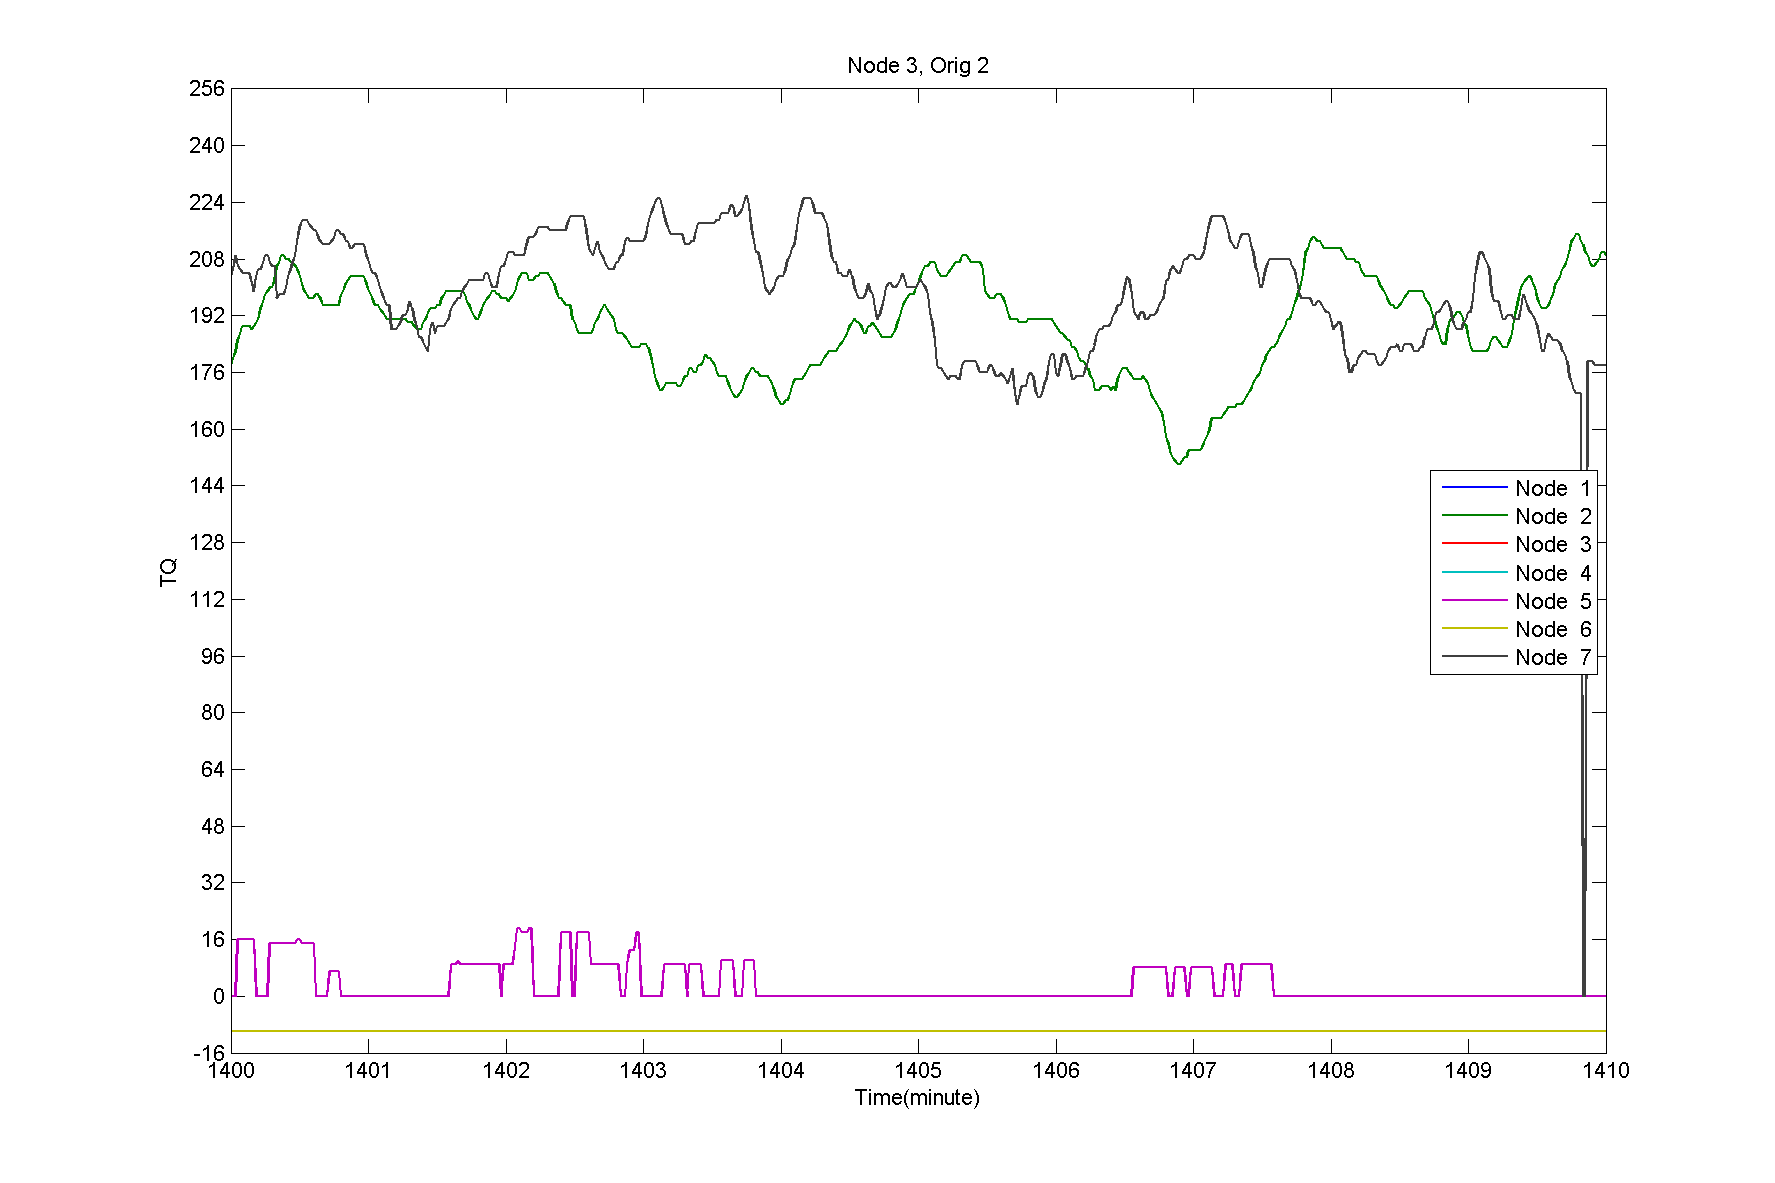 Node 3, Orig 2
256
240
224
208
192
176
160
144
128
112
96
80
64
48
32
16
0
-16
TQ
Node 1
Node 2
Node 3
Node 4
Node 5
Node 6
Node 7
1400 1401 1402 1403 1404 1405 1406 1407 1408 1409 1410
Time(minute)